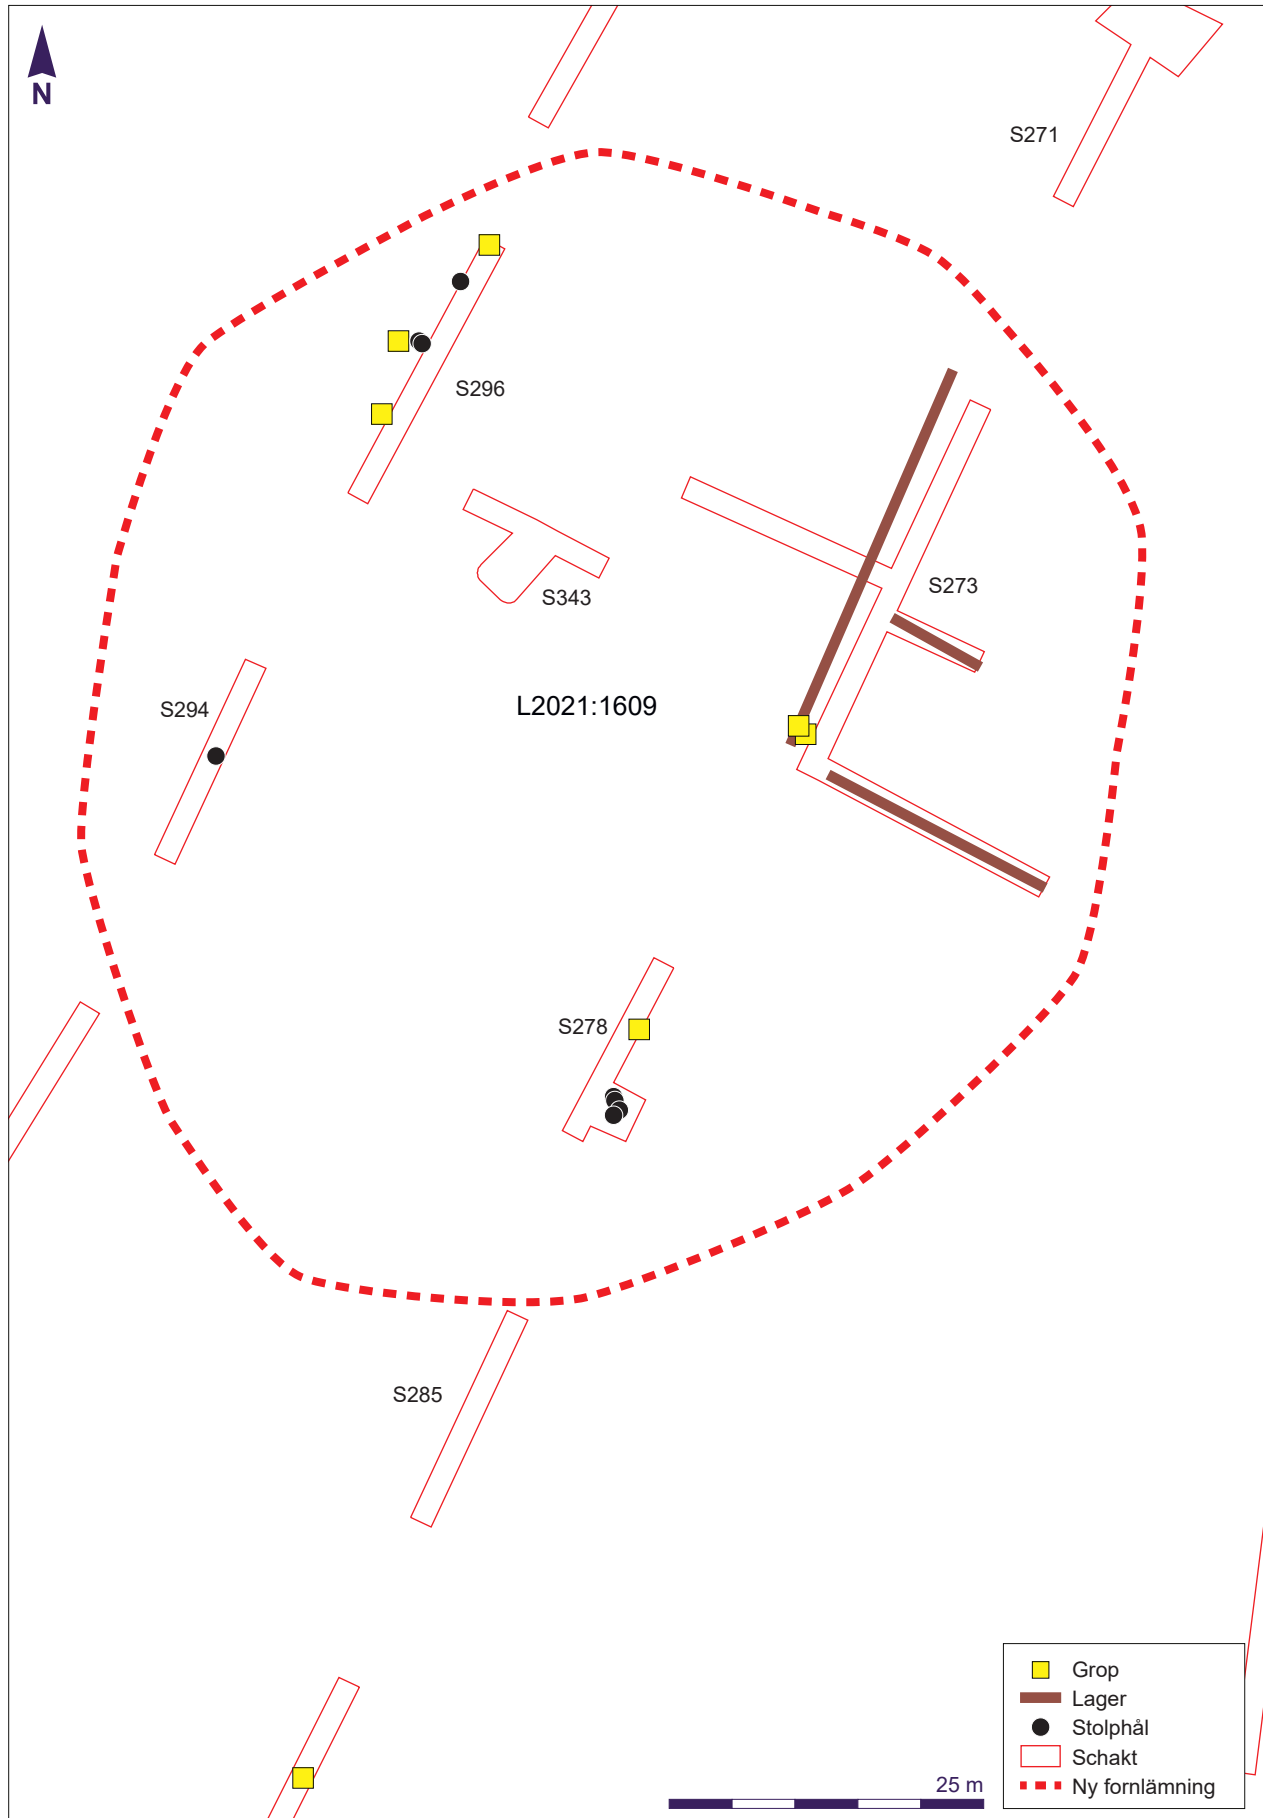 N
S271
S296
S343
S273
S294
L2021:1609
S278
S285
25 m
Grop
Lager
Stolphål
Schakt
Ny fornlämning